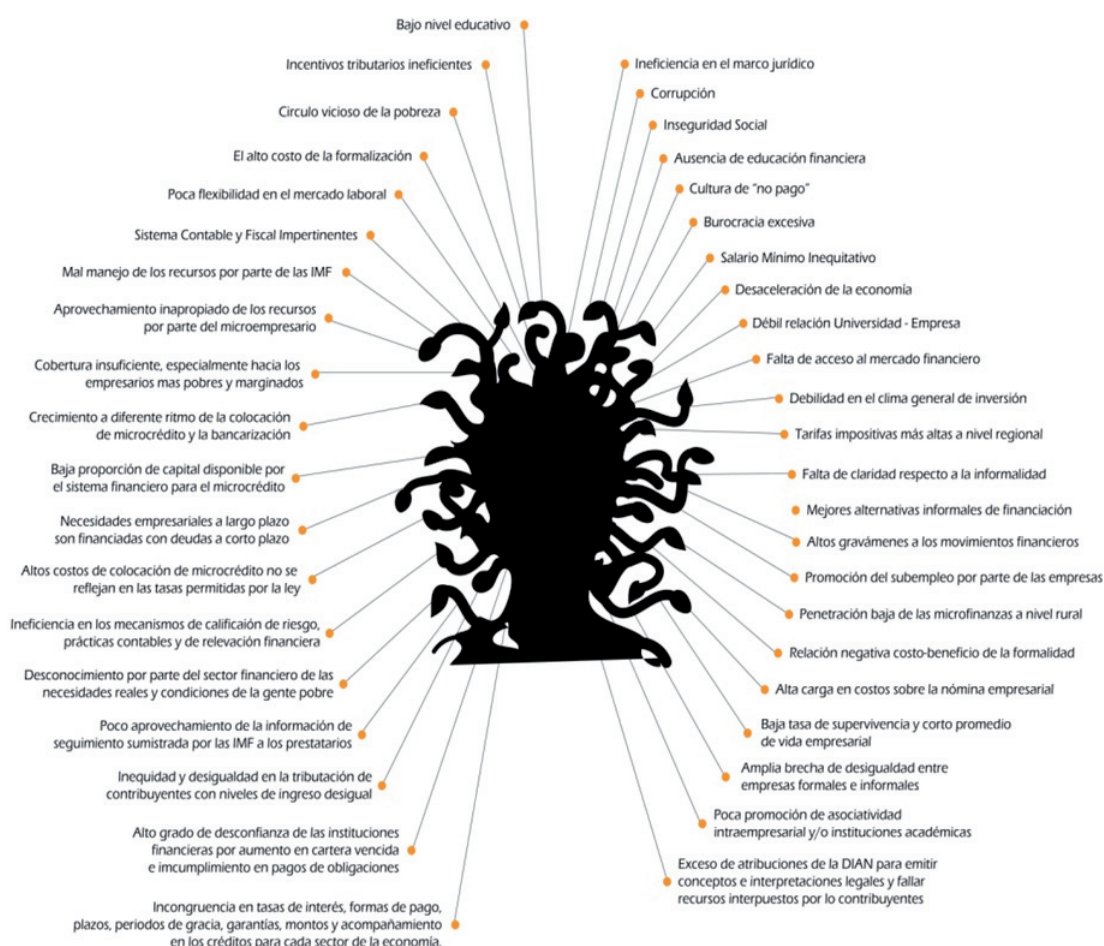 Bajo nivel educativo
Incentivos tributarios ineficientes
Circulo vicioso de la pobreza
El alto costo de la formalización
Poca flexibilidad en el mercado laboral
Sistema Contable y Fiscal Impertinentes
Mal manejo de los recursos por parte de las IMF
Aprovechamiento inapropiado de los recursos
por parte del microempresario
Cobertura insuficiente, especialmente hacia los
empresarios mas pobres y marginados
Crecimiento a diferente ritmo de la colocación
de microcrédito y la bancarización
Baja proporción de capital disponible por
el sistema financiero para el microcrédito
Necesidades empresariales a largo plazo
son financiadas con deudas a corto plazo
Altos costos de colocación de microcrédito no se
reflejan en las tasas permitidas por la ley
Ineficiencia en los mecanismos de calificaión de riesgo,
prácticas contables y de relevación financiera
Desconocimiento por parte del sector financiero de las
necesidades reales y condiciones de la gente pobre
Poco aprovechamiento de la información de
seguimiento sumistrada por las IMF a los prestatarios
Inequidad y desigualdad en la tributación de
contribuyentes con niveles de ingreso desigual
Alto grado de desconfianza de las instituciones
financieras por aumento en cartera vencida
e imcumplimiento en pagos de obligaciones
Incongruencia en tasas de interés, formas de pago,
plazos, periodos de gracia, garantías, montos y acompañamiento
en los créditos para cada sector de la economía.
Ineficiencia en el marco jurídico
Corrupción
Inseguridad Social
Ausencia de educación financiera
Cultura de "no pago"
Burocracia excesiva
Salario Mínimo Inequitativo
Desaceleración de la economía
Débil relación Universidad - Empresa
Falta de acceso al mercado financiero
Debilidad en el clima general de inversión
Tarifas impositivas más altas a nivel regional
Falta de claridad respecto a la informalidad
Mejores alternativas informales de financiación
Altos gravámenes a los movimientos financieros
Promoción del subempleo por parte de las empresas
Penetración baja de las microfinanzas a nivel rural
Relación negativa costo-beneficio de la formalidad
Alta carga en costos sobre la nómina empresarial
Baja tasa de supervivencia y corto promedio
de vida empresarial
Amplia brecha de desigualdad entre
empresas formales e informales
Poca promoción de asociatividad
intraempresarial y/o instituciones académicas
Exceso de atribuciones de la DIAN para emitir
conceptos e interpretaciones legales y fallar
recursos interpuestos por lo contribuyentes